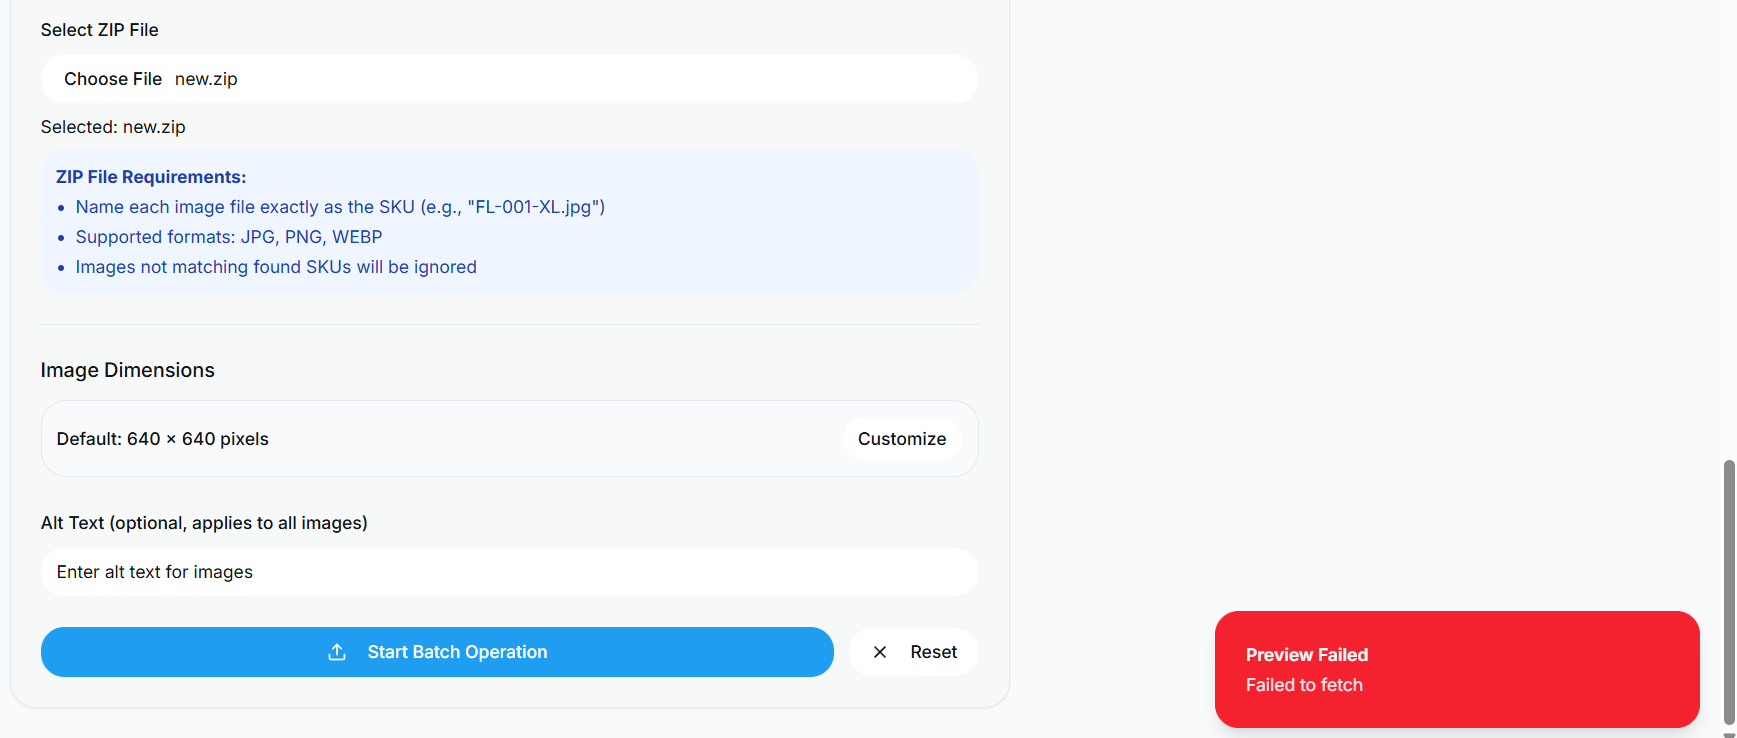 Select ZIP File
Choose File new.zip
Selected: new.zip
ZIP File Requirements:
• Name each image file exactly as the SKU (e.g., "FL-001-XL.jpg")
• Supported formats: JPG, PNG, WEBP
• Images not matching found SKUs will be ignored
Image Dimensions
Default: 640 × 640 pixels
Customize
Alt Text (optional, applies to all images)
Enter alt text for images
Start Batch Operation
Reset
Preview Failed
Failed to fetch